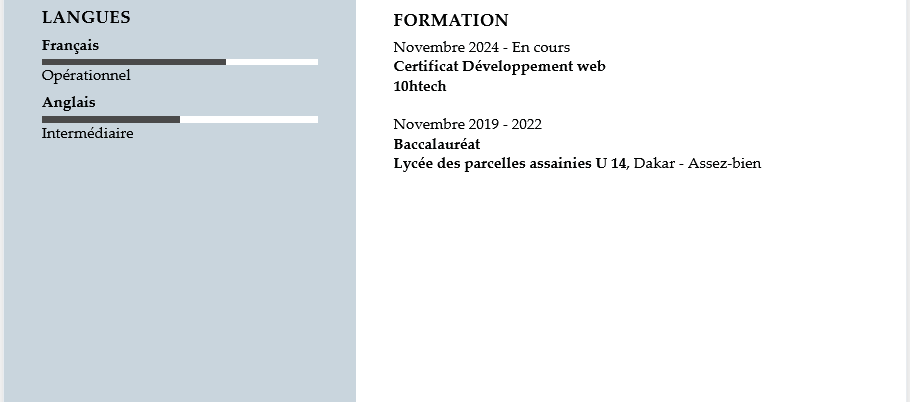 LANGUES
Français
Opérationnel
Anglais
Intermédiaire
FORMATION
Novembre 2024 - En cours
Certificat Développement web
10htech
Novembre 2019 - 2022
Baccalauréat
Lycée des parcelles assainies U 14, Dakar - Assez-bien